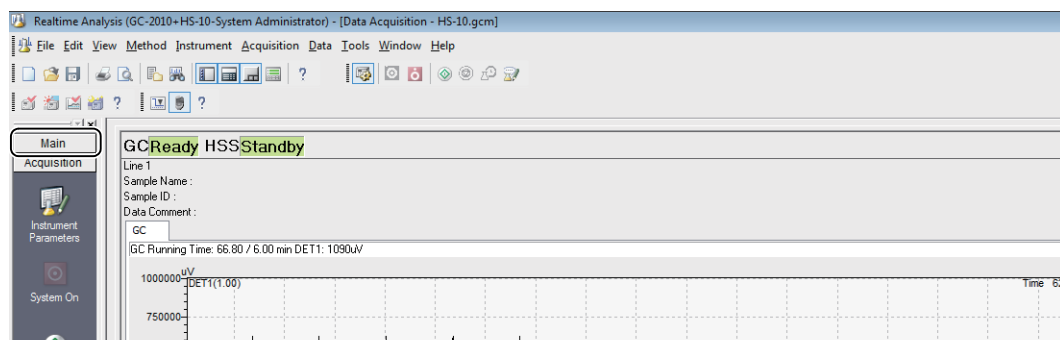 Realtime Analysis (GC-2010+HS-10-System Administrator) - [Data Acquisition - HS-10.gcm]
File Edit View Method Instrument Acquisition Data Tools Window Help
Main
Acquisition
Instrument
Parameters
System On
GCReady HSSStandby
Line 1
Sample Name :
Sample ID :
Data Comment :
GC
GC Running Time: 66.80 / 6.00 min DET1: 1090uV
uV
1000000
DET1(1.00)
Time 62
750000